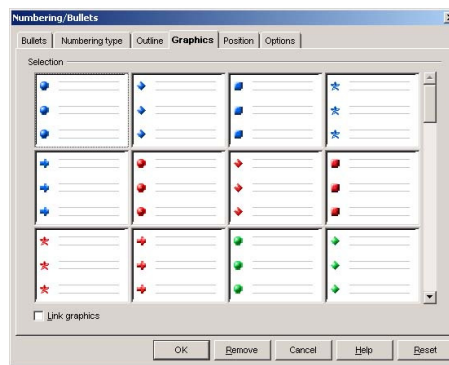 Numbering/Bullets
Bullets Numbering type Outline Graphics Position Options
Selection
Link graphics
OK Remove Cancel Help Reset